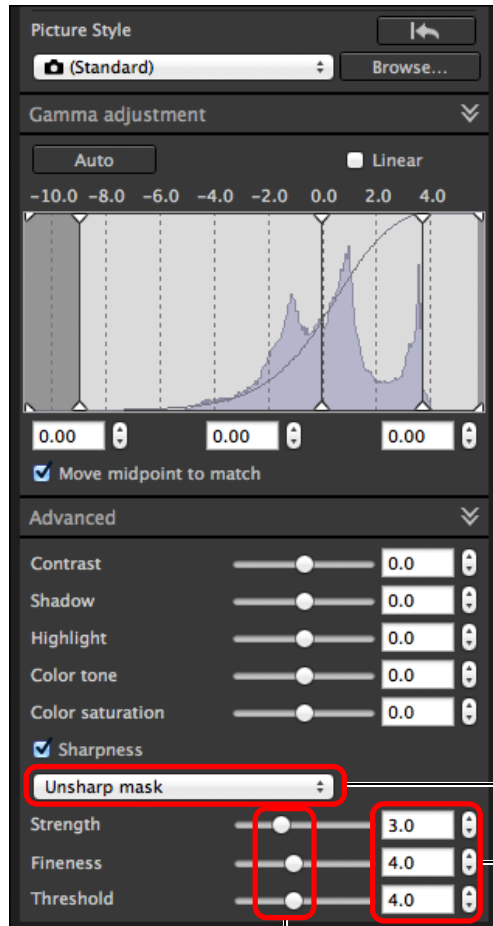 Picture Style
(Standard)
Browse...
Gamma adjustment
Auto
Linear
-10.0 -8.0 -6.0 -4.0 -2.0 0.0 2.0 4.0
0.00 0.00 0.00
Move midpoint to match
Advanced
Contrast 0.0
Shadow 0.0
Highlight 0.0
Color tone 0.0
Color saturation 0.0
Sharpness
Unsharp mask
Strength 3.0
Fineness 4.0
Threshold 4.0